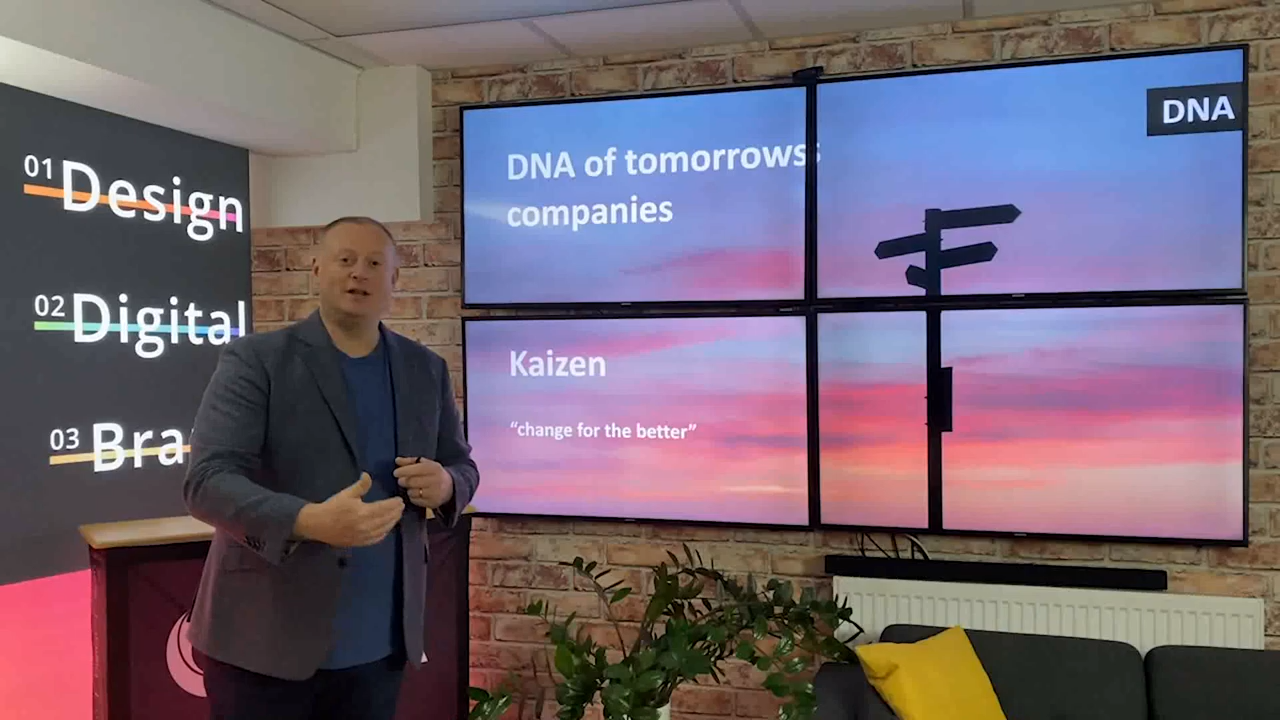 01 Design
02 Digital
03 Bra
DNA of tomorrows
companies
DNA
Kaizen
“change for the better”